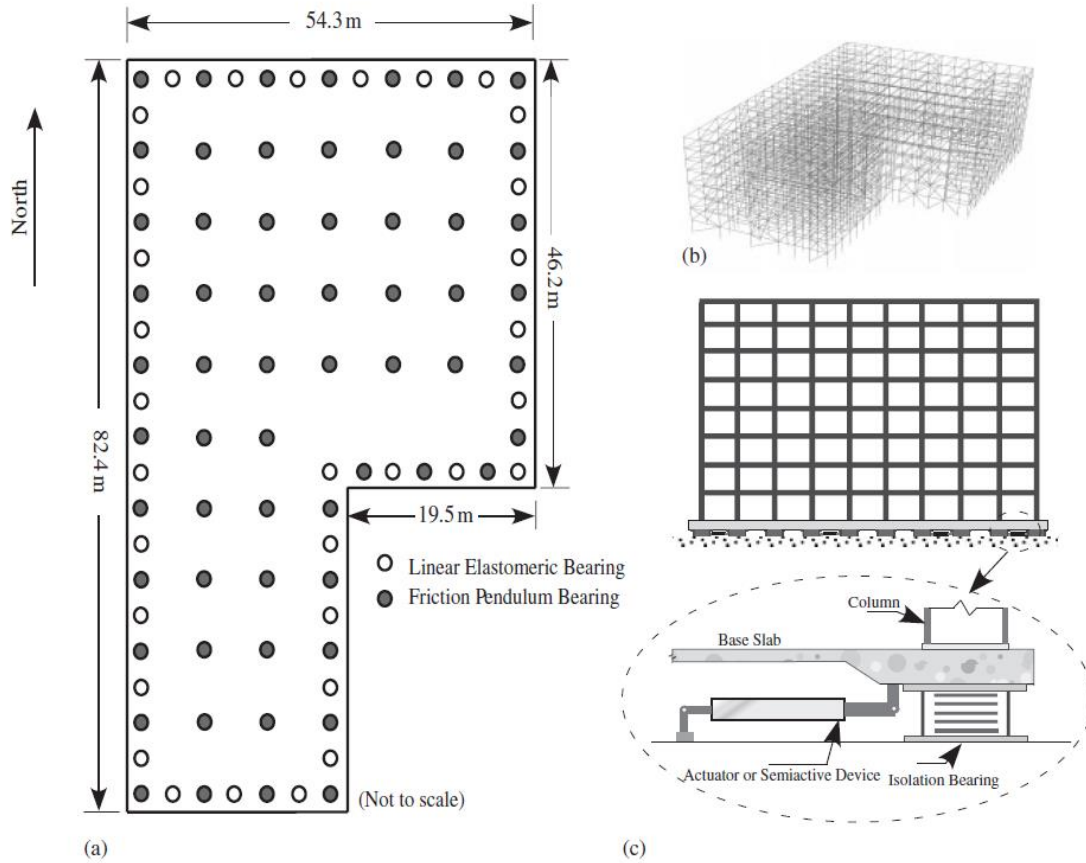 54.3 m
North
82.4 m
46.2 m
19.5 m
Linear Elastomeric Bearing
Friction Pendulum Bearing
(Not to scale)
(a)
(b)
Column
Base Slab
Actuator or Semiactive Device
Isolation Bearing
(c)